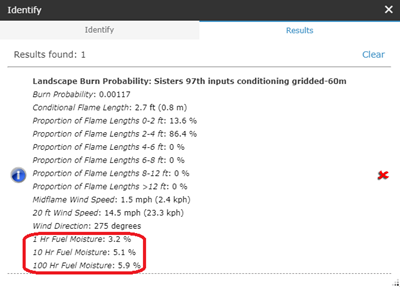 Identify
Identify
Results
Results found: 1
Clear
Landscape Burn Probability: Sisters 97th inputs conditioning gridded-60m
Burn Probability: 0.00117
Conditional Flame Length: 2.7 ft (0.8 m)
Proportion of Flame Lengths 0-2 ft: 13.6 %
Proportion of Flame Lengths 2-4 ft: 86.4 %
Proportion of Flame Lengths 4-6 ft: 0 %
Proportion of Flame Lengths 6-8 ft: 0 %
Proportion of Flame Lengths 8-12 ft: 0 %
Proportion of Flame Lengths >12 ft: 0 %
Midflame Wind Speed: 1.5 mph (2.4 kph)
20 ft Wind Speed: 14.5 mph (23.3 kph)
Wind Direction: 275 degrees
1 Hr Fuel Moisture: 3.2 %
10 Hr Fuel Moisture: 5.1 %
100 Hr Fuel Moisture: 5.9 %